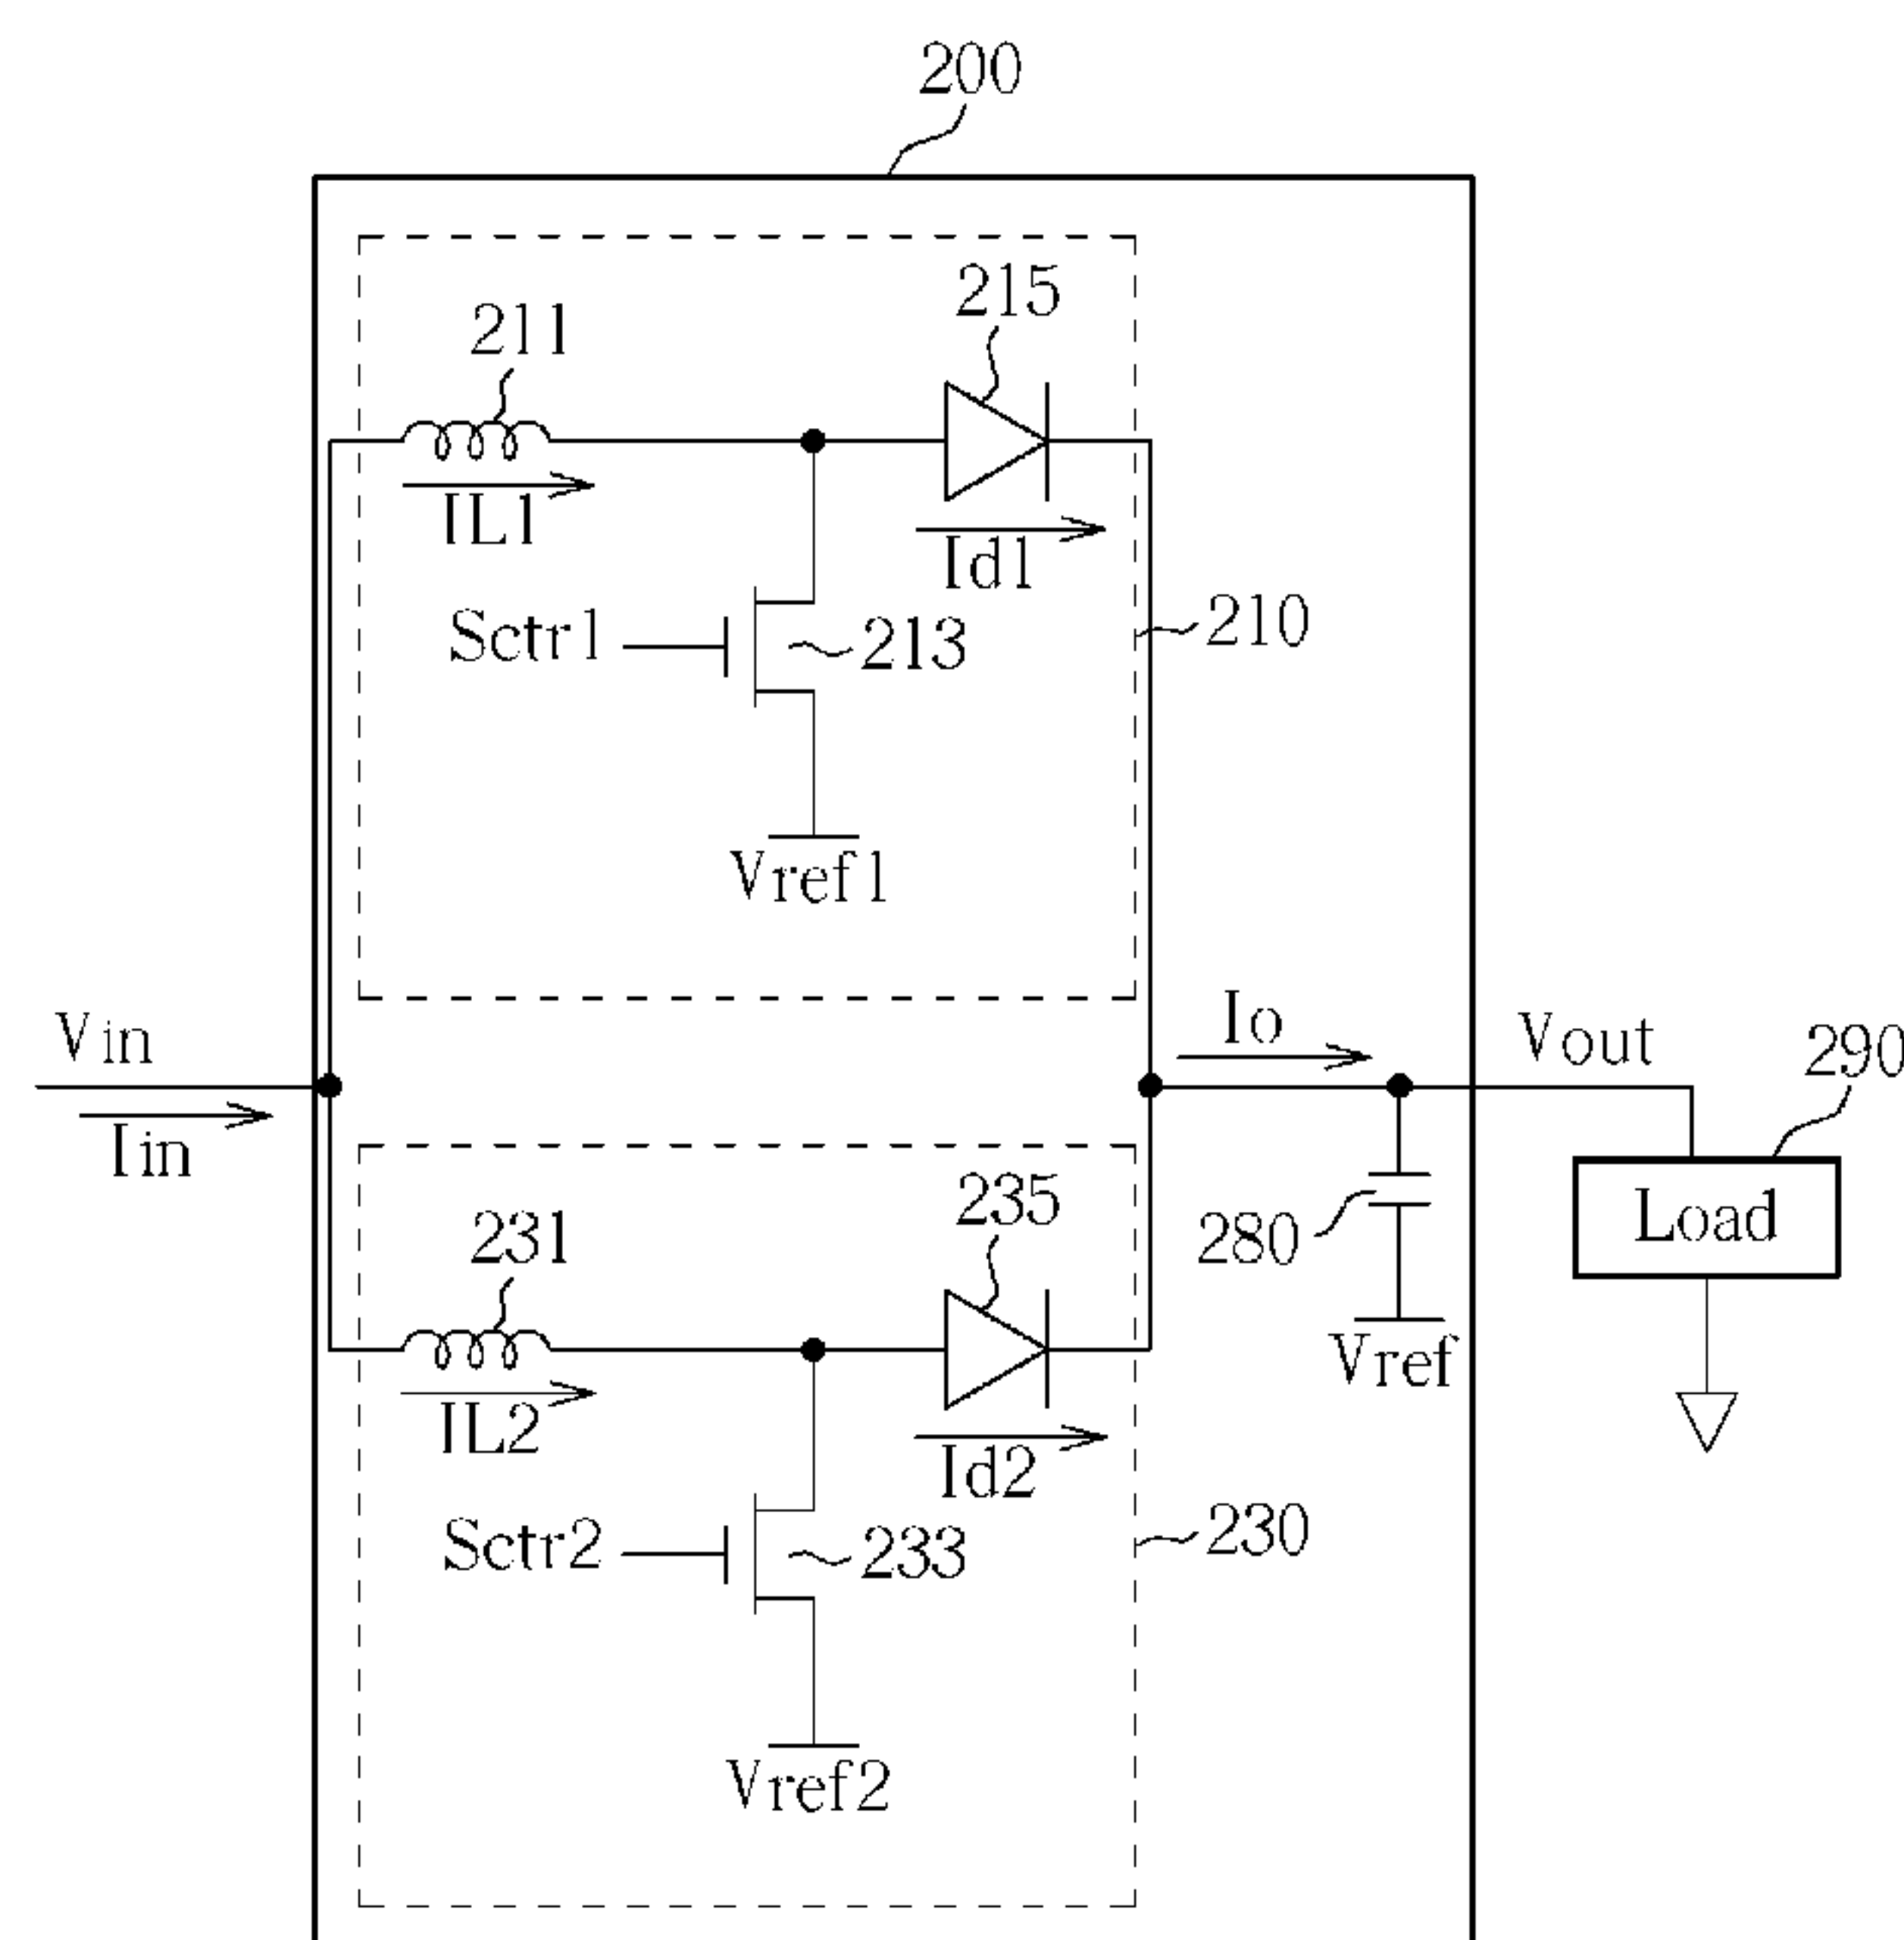 200
215
211
IL1
Id1
Sctr1
213
210
Vref1
Vin
Io
Vout
290
Iin
Load
235
231
280
Vref
IL2
Id2
Sctr2
233
230
Vref2